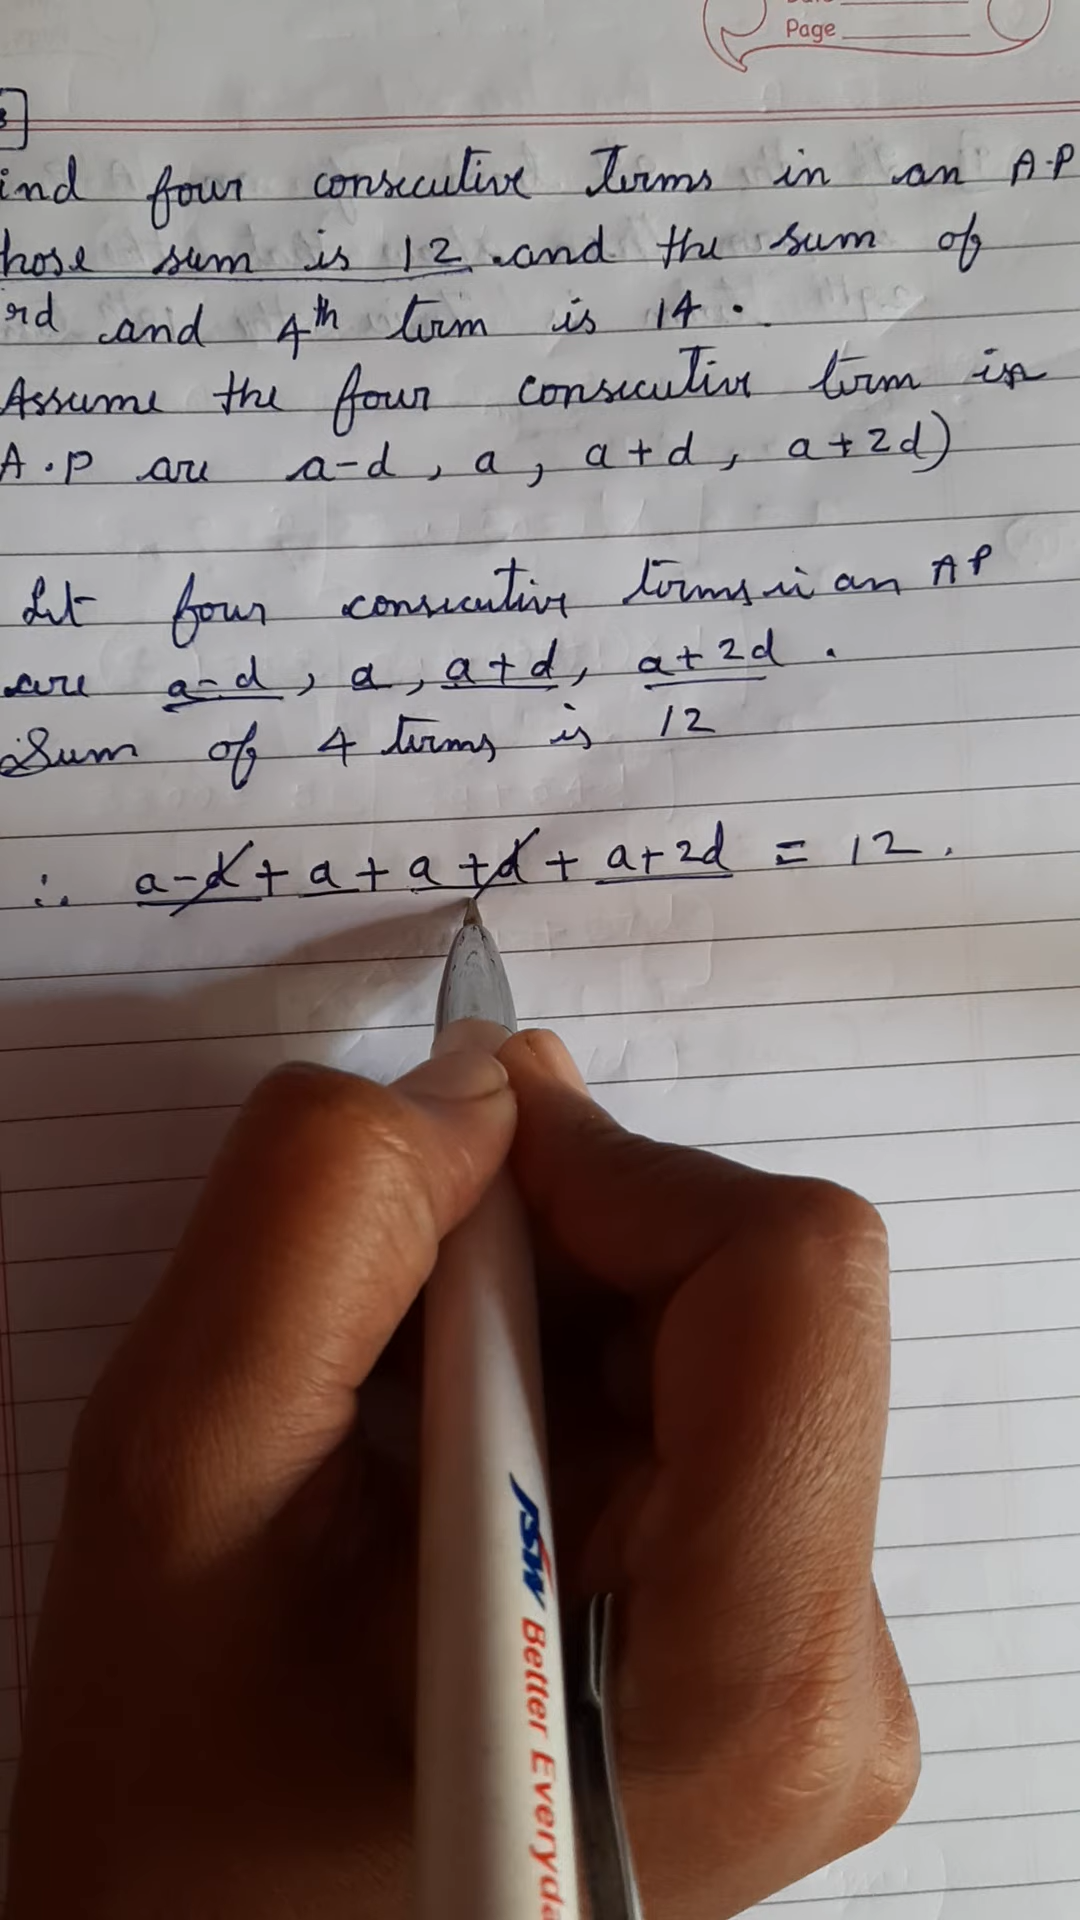 Page
ind four consecutive terms in an A.P
hose sum is 12 and the sum of
rd and 4th term is 14.
Assume the four consecutive term in
A.P are a-d, a, a+d, a+2d)
Let four consecutive terms in an AP
are a-d, a, a+d, a+2d.
Sum of 4 terms is 12
∴ a-d + a + a + d + a+2d = 12.
JSW Better Everyda